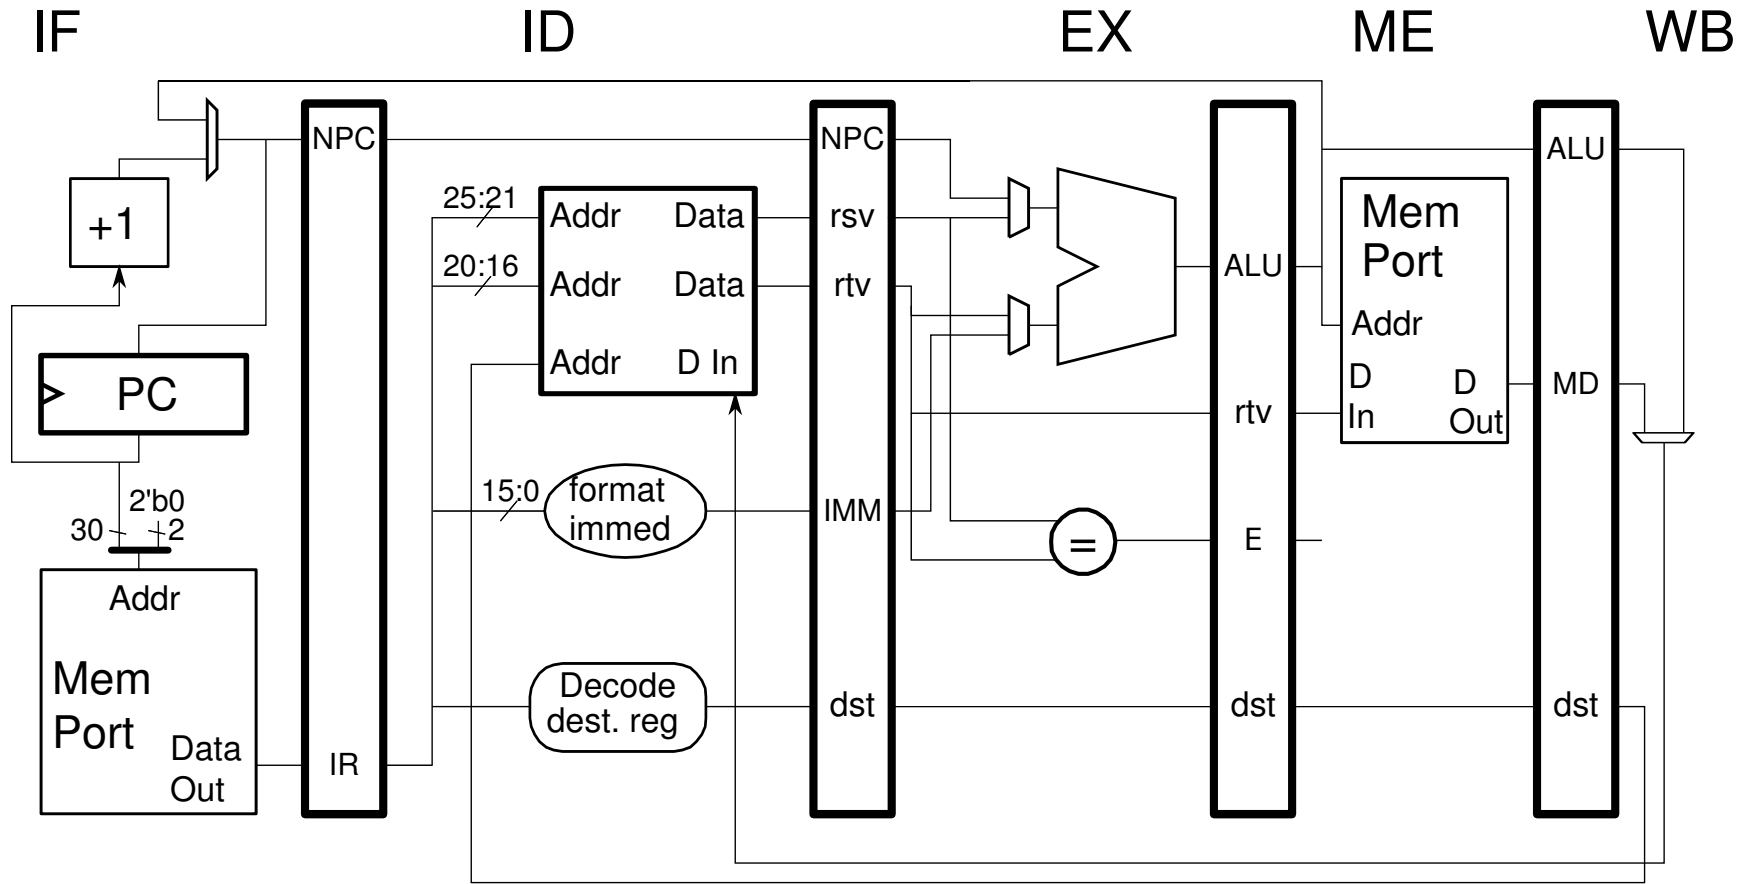 IF ID EX ME WB
NPC
NPC
ALU
+1
25:21
Addr Data
rsv
Mem
Port
20:16
Addr Data
rtv
ALU
Addr
Addr D In
PC
D
In
D
Out
MD
rtv
2'b0
30
2
15:0
format
immed
IMM
=
E
Addr
Mem
Port
Data
Out
IR
Decode
dest. reg
dst
dst
dst